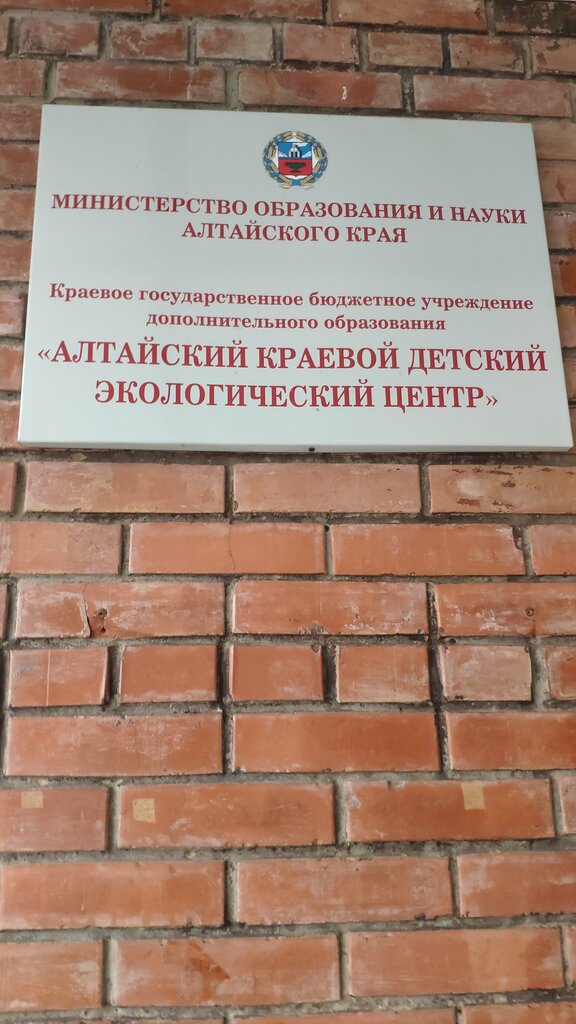 МИНИСТЕРСТВО ОБРАЗОВАНИЯ И НАУКИ
АЛТАЙСКОГО КРАЯ
Краевое государственное бюджетное учреждение
дополнительного образования
«АЛТАЙСКИЙ КРАЕВОЙ ДЕТСКИЙ
ЭКОЛОГИЧЕСКИЙ ЦЕНТР»